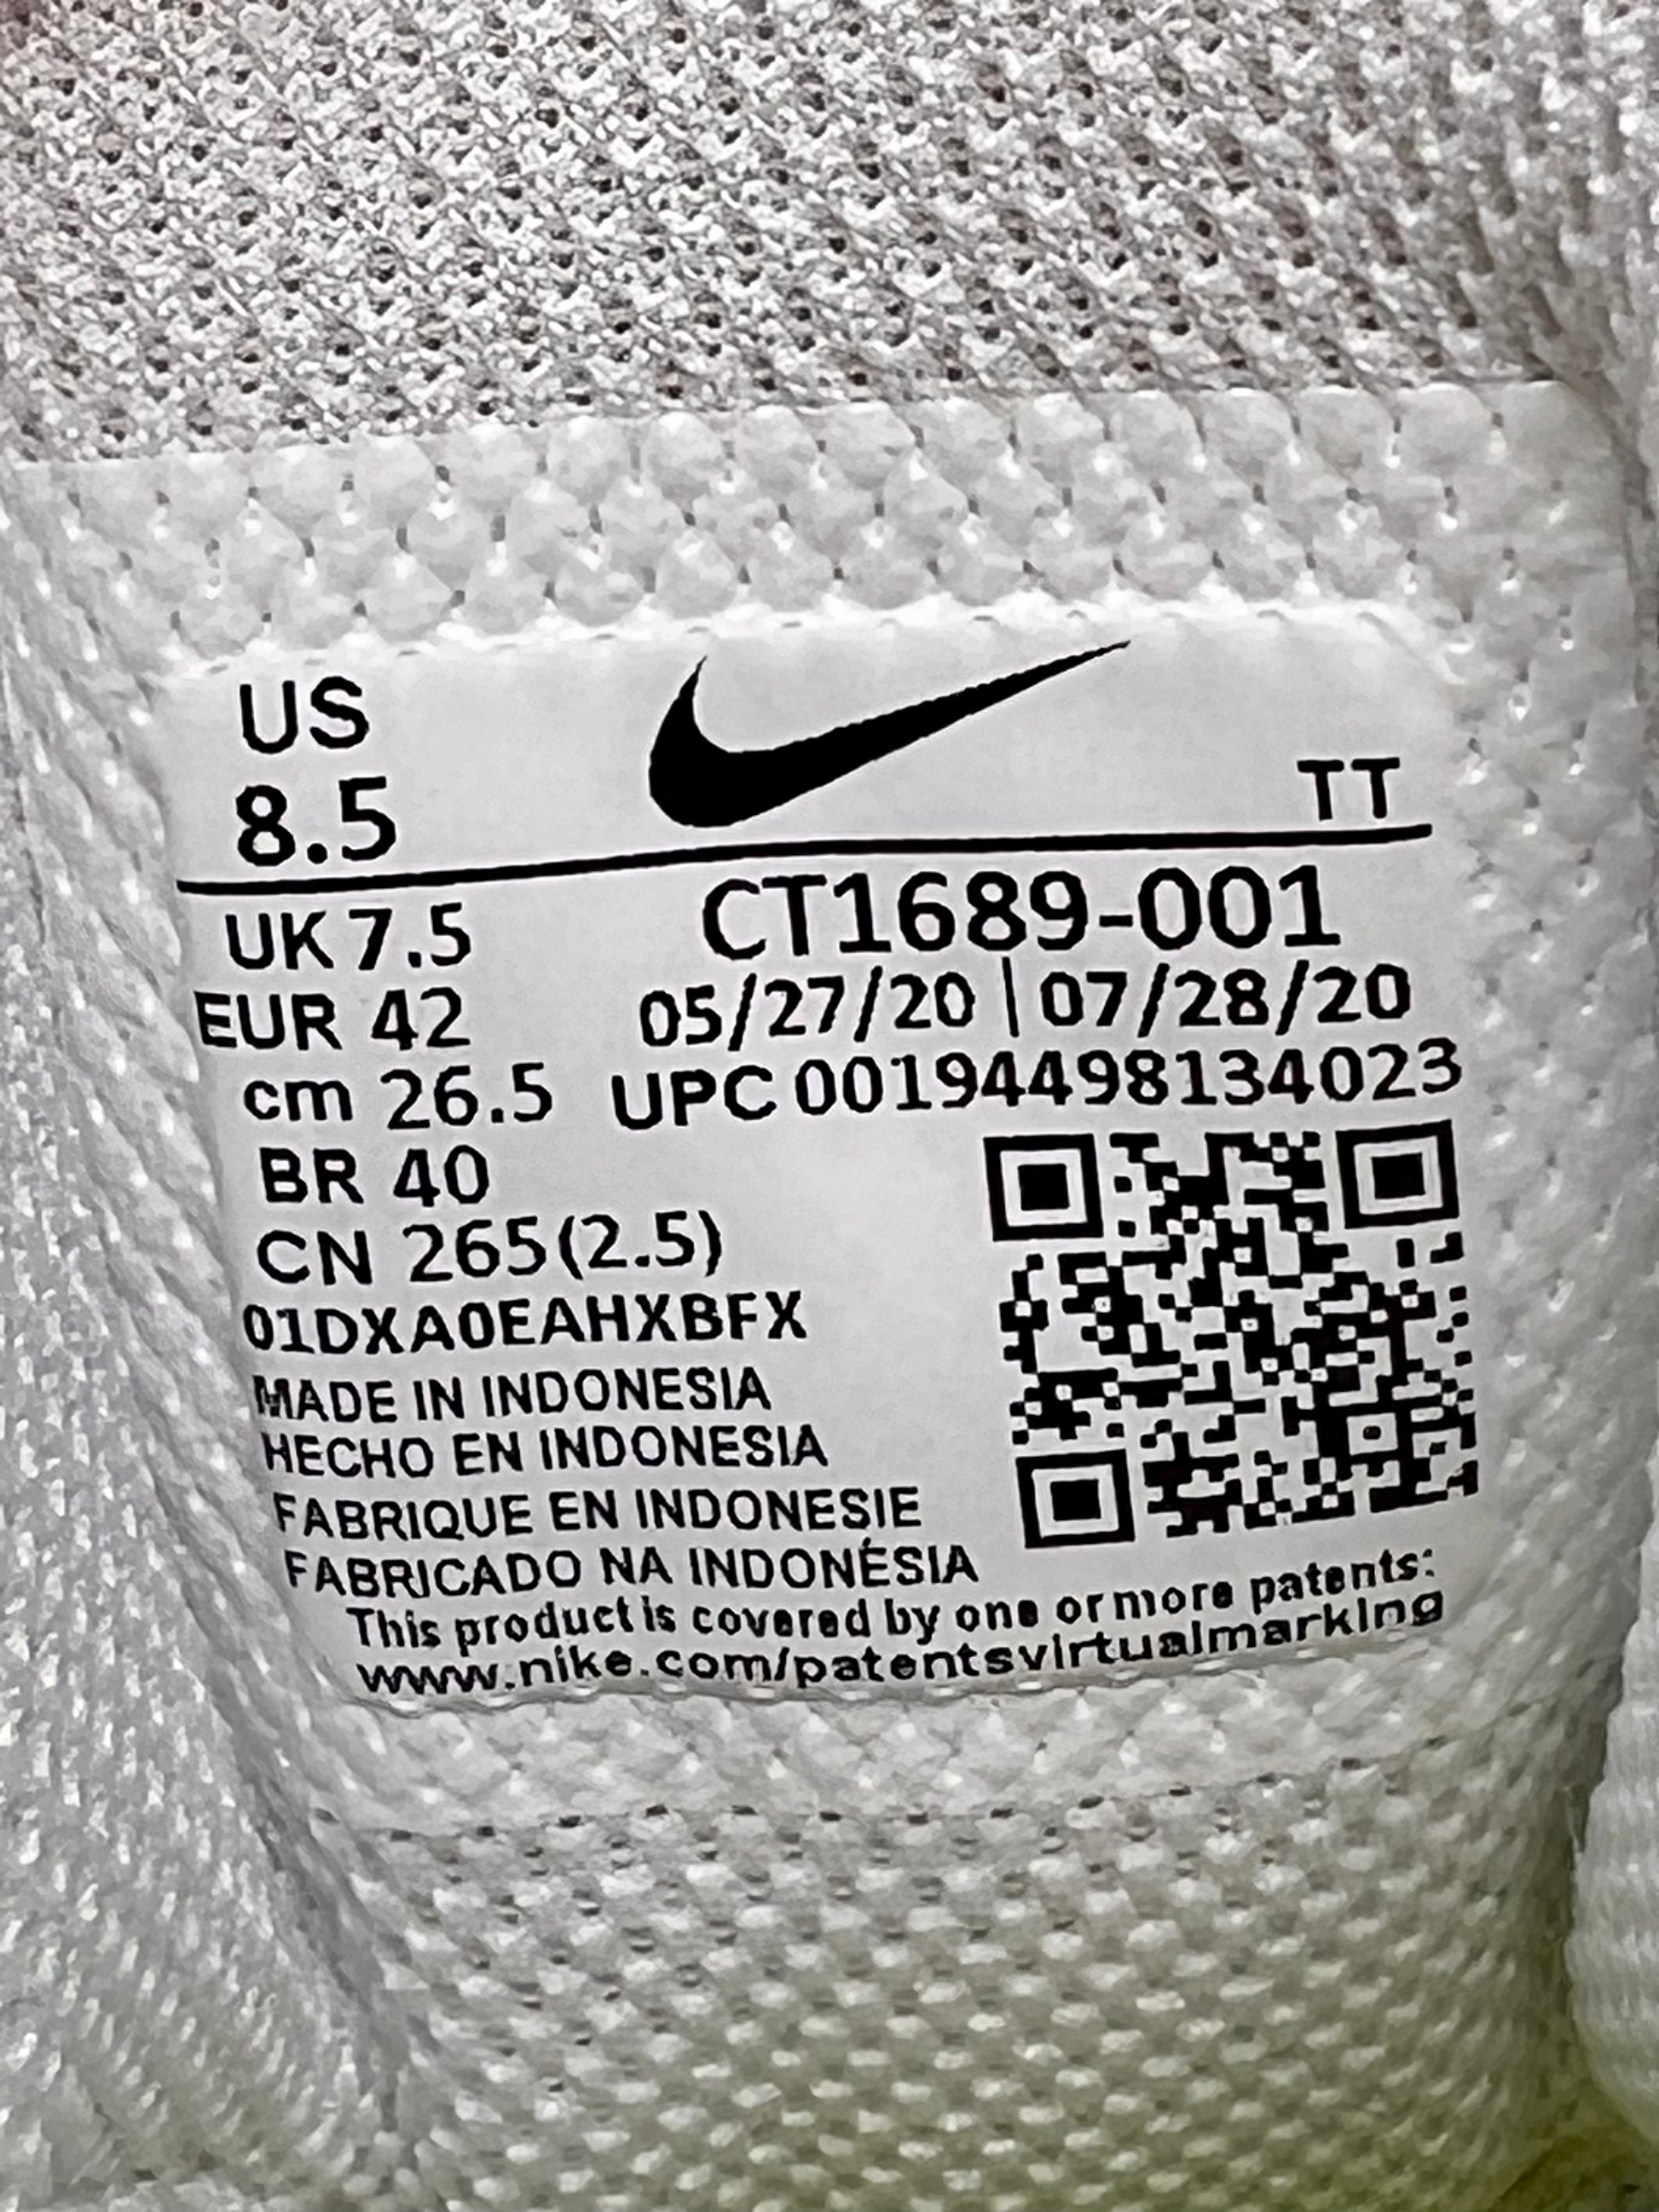 US
8.5
TT
UK 7.5
CT1689-001
EUR 42
05/27/20 | 07/28/20
cm 26.5
UPC 00194498134023
BR 40
CN 265(2.5)
01DXA0EAHXBFX
MADE IN INDONESIA
HECHO EN INDONESIA
FABRIQUE EN INDONESIE
FABRICADO NA INDONÉSIA
This product is covered by one or more patents:
www.nike.com/patentsvirtualmarking